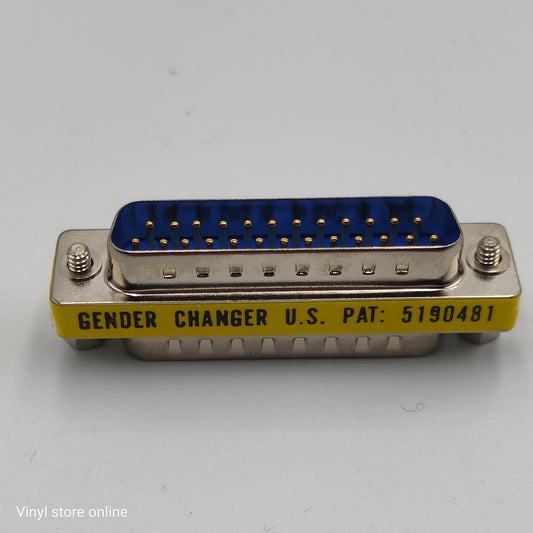 GENDER CHANGER U.S. PAT: 5190481
Vinyl store online